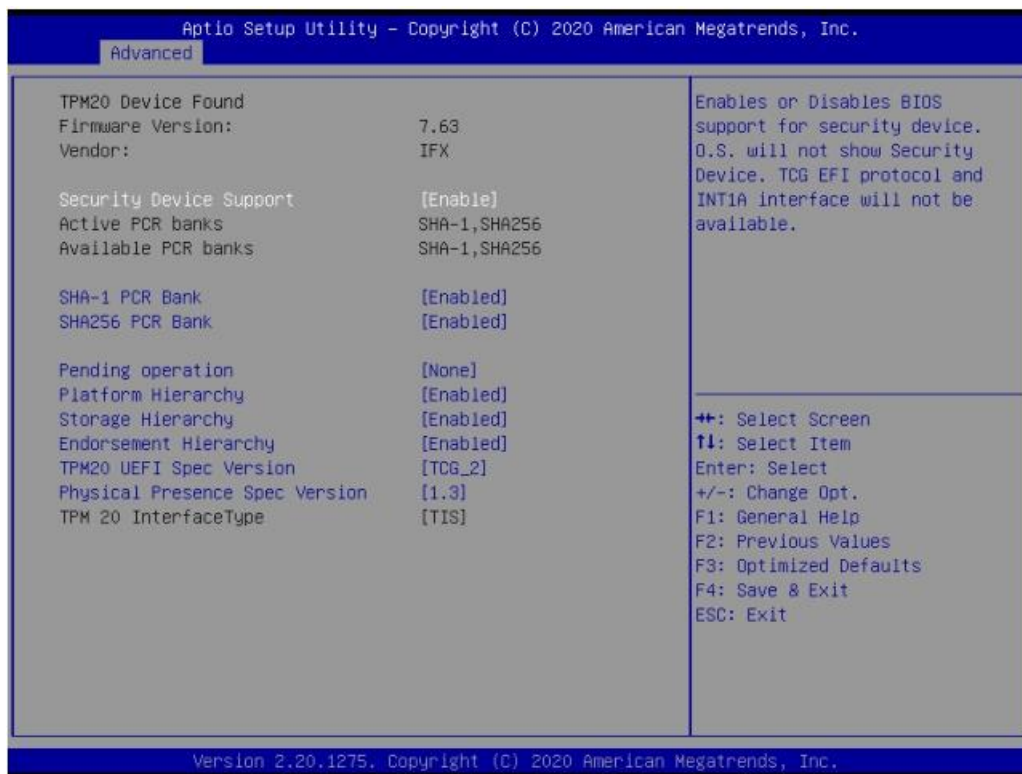 Aptio Setup Utility – Copyright (C) 2020 American Megatrends, Inc.
Advanced
TPM20 Device Found
Firmware Version: 7.63
Vendor: IFX
Security Device Support [Enable]
Active PCR banks SHA-1,SHA256
Available PCR banks SHA-1,SHA256
SHA-1 PCR Bank [Enabled]
SHA256 PCR Bank [Enabled]
Pending operation [None]
Platform Hierarchy [Enabled]
Storage Hierarchy [Enabled]
Endorsement Hierarchy [Enabled]
TPM20 UEFI Spec Version [TCG_2]
Physical Presence Spec Version [1.3]
TPM 20 InterfaceType [TIS]
Enables or Disables BIOS
support for security device.
O.S. will not show Security
Device. TCG EFI protocol and
INT1A interface will not be
available.
→←: Select Screen
↑↓: Select Item
Enter: Select
+/-: Change Opt.
F1: General Help
F2: Previous Values
F3: Optimized Defaults
F4: Save & Exit
ESC: Exit
Version 2.20.1275. Copyright (C) 2020 American Megatrends, Inc.